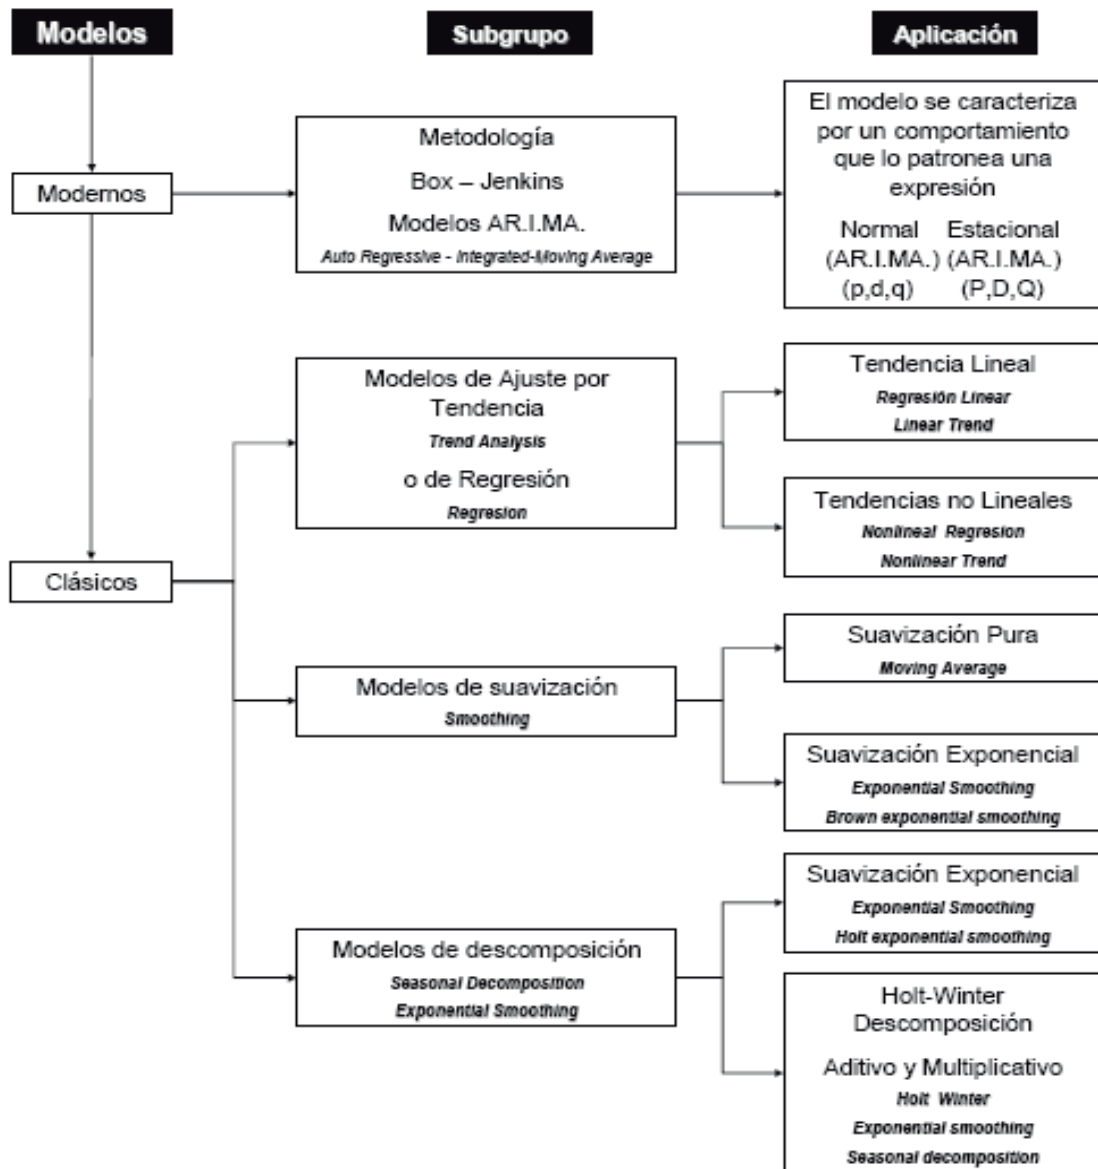 Modelos
Subgrupo
Aplicación
Modernos
Metodología
Box – Jenkins
Modelos AR.I.MA.
Auto Regressive - Integrated-Moving Average
El modelo se caracteriza
por un comportamiento
que lo patronea una
expresión
Normal Estacional
(AR.I.MA.) (AR.I.MA.)
(p,d,q) (P,D,Q)
Clásicos
Modelos de Ajuste por
Tendencia
Trend Analysis
o de Regresión
Regresion
Tendencia Lineal
Regresión Linear
Linear Trend
Tendencias no Lineales
Nonlineal Regresion
Nonlinear Trend
Modelos de suavización
Smoothing
Suavización Pura
Moving Average
Suavización Exponencial
Exponential Smoothing
Brown exponential smoothing
Modelos de descomposición
Seasonal Decomposition
Exponential Smoothing
Suavización Exponencial
Exponential Smoothing
Holt exponential smoothing
Holt-Winter
Descomposición
Aditivo y Multiplicativo
Holt Winter
Exponential smoothing
Seasonal decomposition